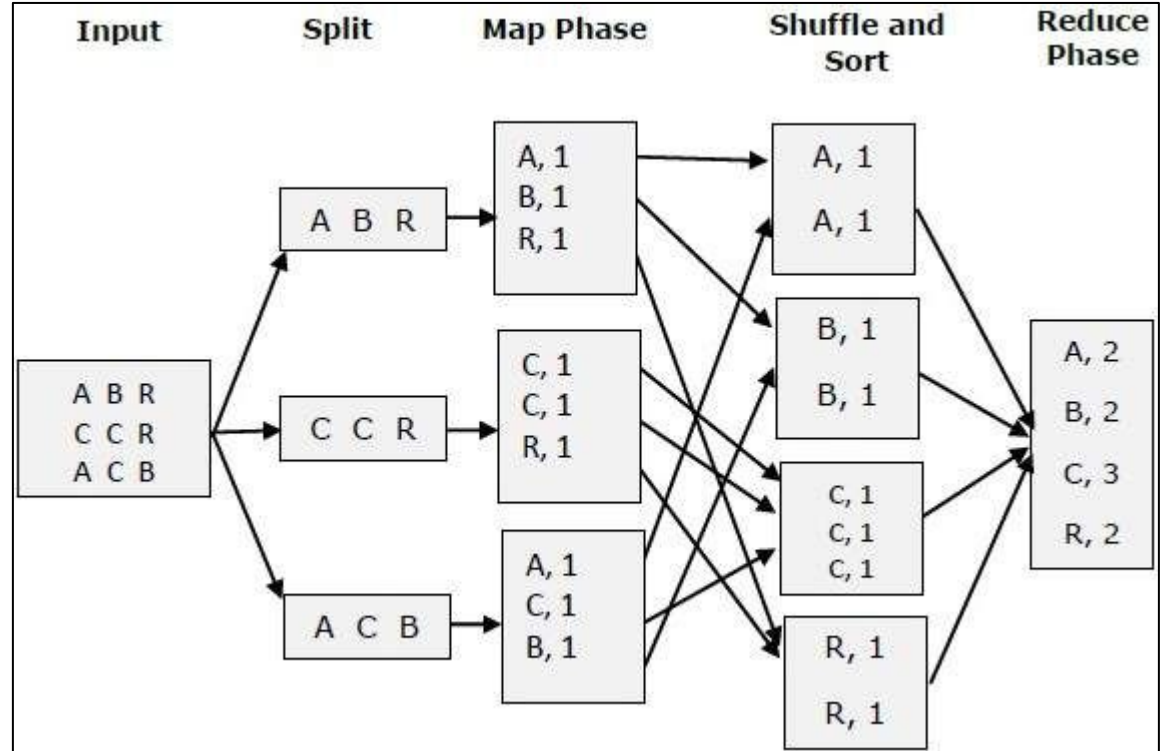 Input
Split
Map Phase
Shuffle and
Sort
Reduce
Phase
A B R
C C R
A C B
A B R
C C R
A C B
A, 1
B, 1
R, 1
C, 1
C, 1
R, 1
A, 1
C, 1
B, 1
A, 1
A, 1
B, 1
B, 1
C, 1
C, 1
C, 1
R, 1
R, 1
A, 2
B, 2
C, 3
R, 2